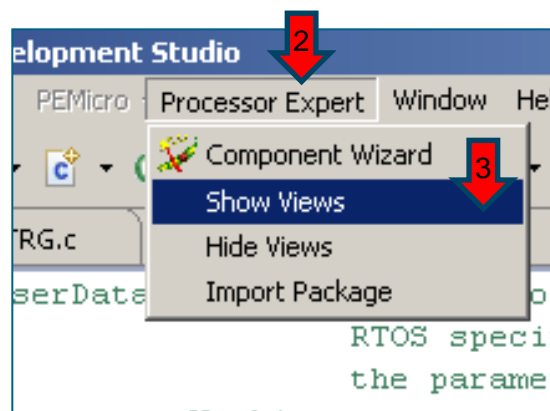 elopment Studio
2
PEMicro Processor Expert Window He
Component Wizard
3
Show Views
TRG.c
Hide Views
serData
Import Package
RTOS speci
the parame